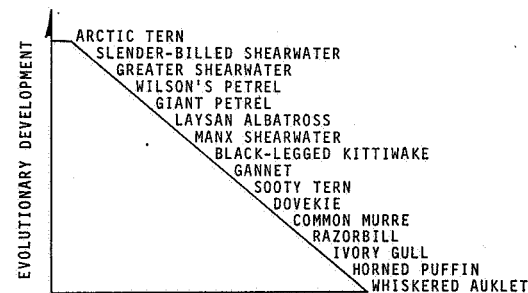 ARCTIC TERN
SLENDER-BILLED SHEARWATER
GREATER SHEARWATER
WILSON'S PETREL
GIANT PETREL
LAYSAN ALBATROSS
MANX SHEARWATER
BLACK-LEGGED KITTIWAKE
GANNET
SOOTY TERN
DOVEKIE
COMMON MURRE
RAZORBILL
IVORY GULL
HORNED PUFFIN
WHISKERED AUKLET
EVOLUTIONARY DEVELOPMENT